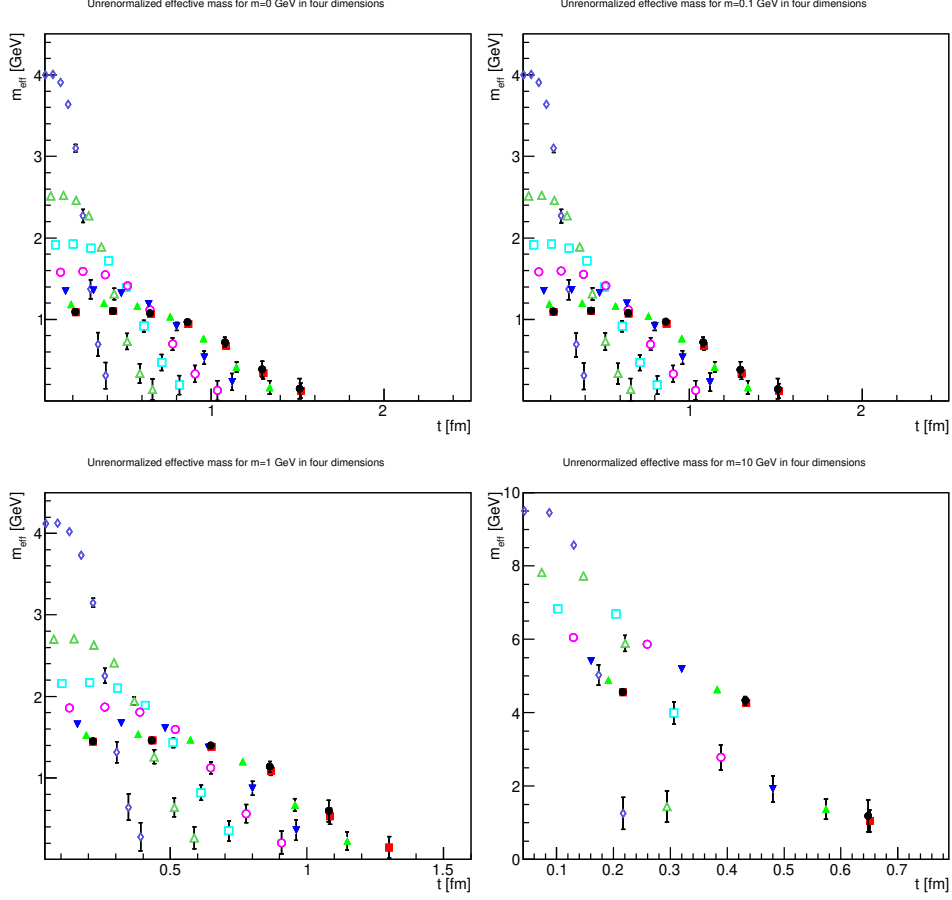 Unrenormalized effective mass for m=0 GeV in four dimensions
m_eff [GeV]
4
3
2
1
1
2
t [fm]
Unrenormalized effective mass for m=0.1 GeV in four dimensions
m_eff [GeV]
4
3
2
1
1
2
t [fm]
Unrenormalized effective mass for m=1 GeV in four dimensions
m_eff [GeV]
4
3
2
1
0.5
1
1.5
t [fm]
Unrenormalized effective mass for m=10 GeV in four dimensions
m_eff [GeV]
10
8
6
4
2
0
0.1
0.2
0.3
0.4
0.5
0.6
0.7
t [fm]